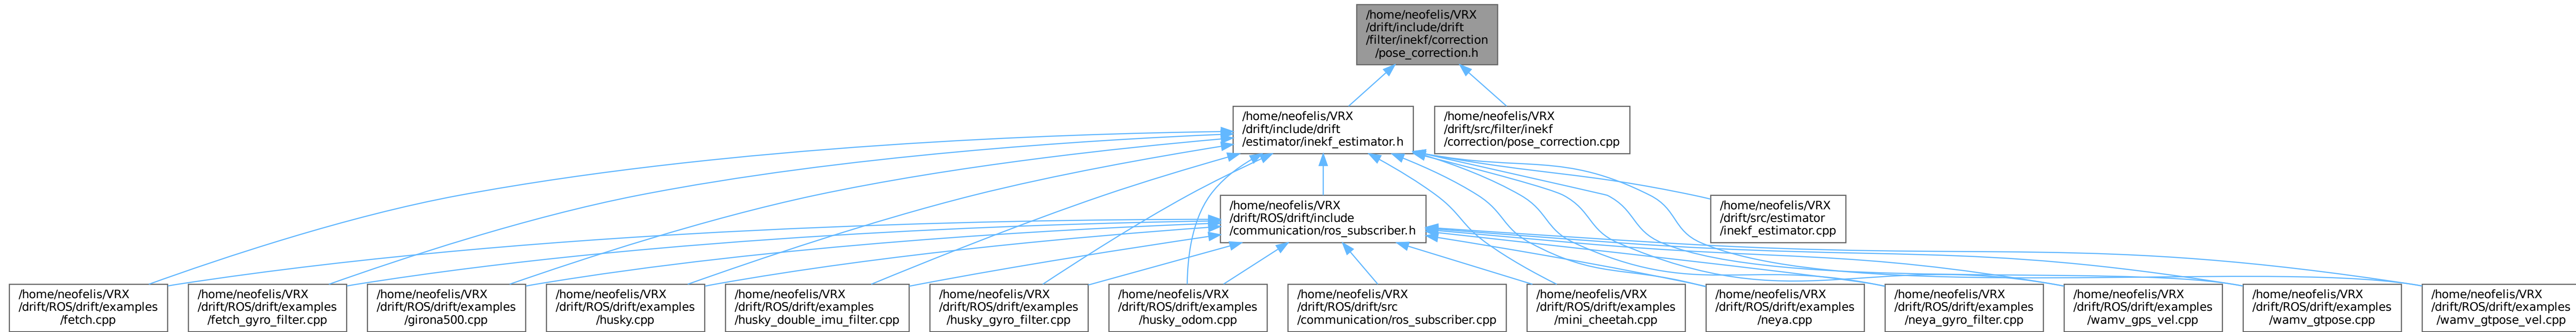 /home/neofelis/VRX
/drift/include/drift
/filter/inekf/correction
/pose_correction.h
/home/neofelis/VRX
/drift/include/drift
/estimator/inekf_estimator.h
/home/neofelis/VRX
/drift/src/filter/inekf
/correction/pose_correction.cpp
/home/neofelis/VRX
/drift/ROS/drift/include
/communication/ros_subscriber.h
/home/neofelis/VRX
/drift/src/estimator
/inekf_estimator.cpp
/home/neofelis/VRX
/drift/ROS/drift/examples
/fetch.cpp
/home/neofelis/VRX
/drift/ROS/drift/examples
/fetch_gyro_filter.cpp
/home/neofelis/VRX
/drift/ROS/drift/examples
/girona500.cpp
/home/neofelis/VRX
/drift/ROS/drift/examples
/husky.cpp
/home/neofelis/VRX
/drift/ROS/drift/examples
/husky_double_imu_filter.cpp
/home/neofelis/VRX
/drift/ROS/drift/examples
/husky_gyro_filter.cpp
/home/neofelis/VRX
/drift/ROS/drift/examples
/husky_odom.cpp
/home/neofelis/VRX
/drift/ROS/drift/src
/communication/ros_subscriber.cpp
/home/neofelis/VRX
/drift/ROS/drift/examples
/mini_cheetah.cpp
/home/neofelis/VRX
/drift/ROS/drift/examples
/neya.cpp
/home/neofelis/VRX
/drift/ROS/drift/examples
/neya_gyro_filter.cpp
/home/neofelis/VRX
/drift/ROS/drift/examples
/wamv_gps_vel.cpp
/home/neofelis/VRX
/drift/ROS/drift/examples
/wamv_gtpose.cpp
/home/neofelis/VRX
/drift/ROS/drift/examples
/wamv_gtpose_vel.cpp